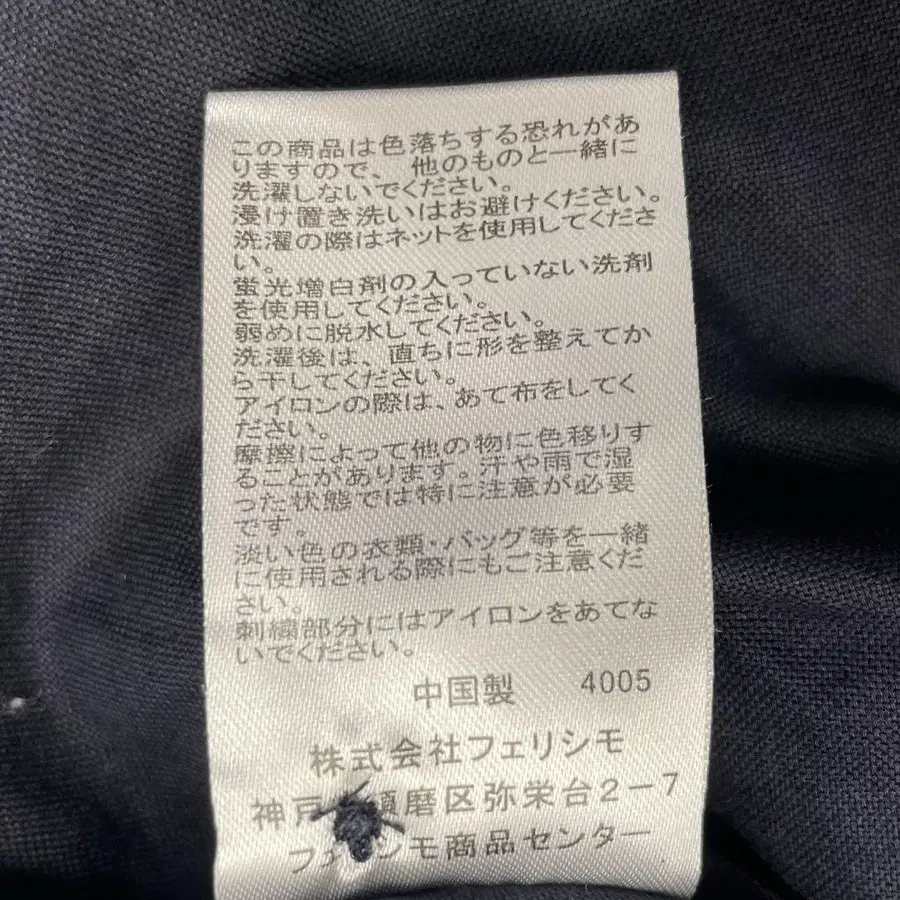 この商品は色落ちする恐れがあ
りますので、他のものと一緒に
洗濯しないでください。
浸け置き洗いはお避けください。
洗濯の際はネットを使用してくださ
い。
蛍光増白剤の入っていない洗剤
を使用してください。
弱めに脱水してください。
洗濯後は、直ちに形を整えてか
ら干してください。
アイロンの際は、あて布をしてく
ださい。
摩擦によって他の物に色移りす
ることがあります。汗や雨で湿
った状態では特に注意が必要
です。
淡い色の衣類・バッグ等を一緒
に使用される際にもご注意くだ
さい。
刺繍部分にはアイロンをあてな
いでください。
中国製 4005
株式会社フェリシモ
神戸 磨区弥栄台2-7
フ シモ商品センター